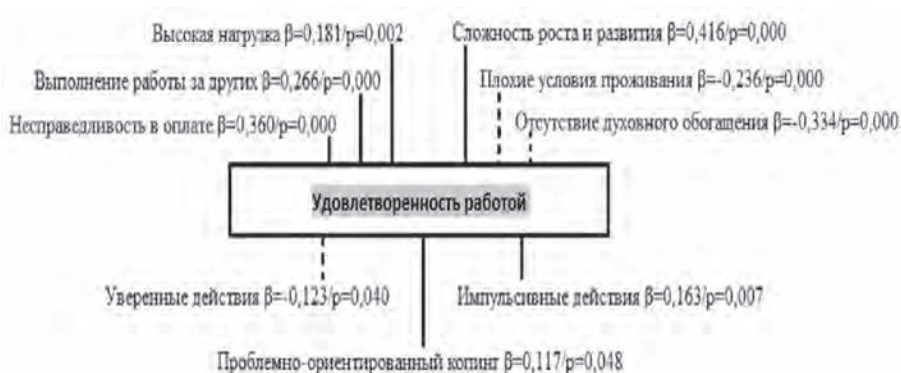 Высокая нагрузка β=0,181/p=0,002
Сложность роста и развития β=0,416/p=0,000
Выполнение работы за других β=0,266/p=0,000
Плохие условия проживания β=-0,236/p=0,000
Несправедливость в оплате β=0,360/p=0,000
Отсутствие духовного обогащения β=-0,334/p=0,000
Удовлетворенность работой
Уверенные действия β=-0,123/p=0,040
Импульсивные действия β=0,163/p=0,007
Проблемно-ориентированный копинг β=0,117/p=0,048